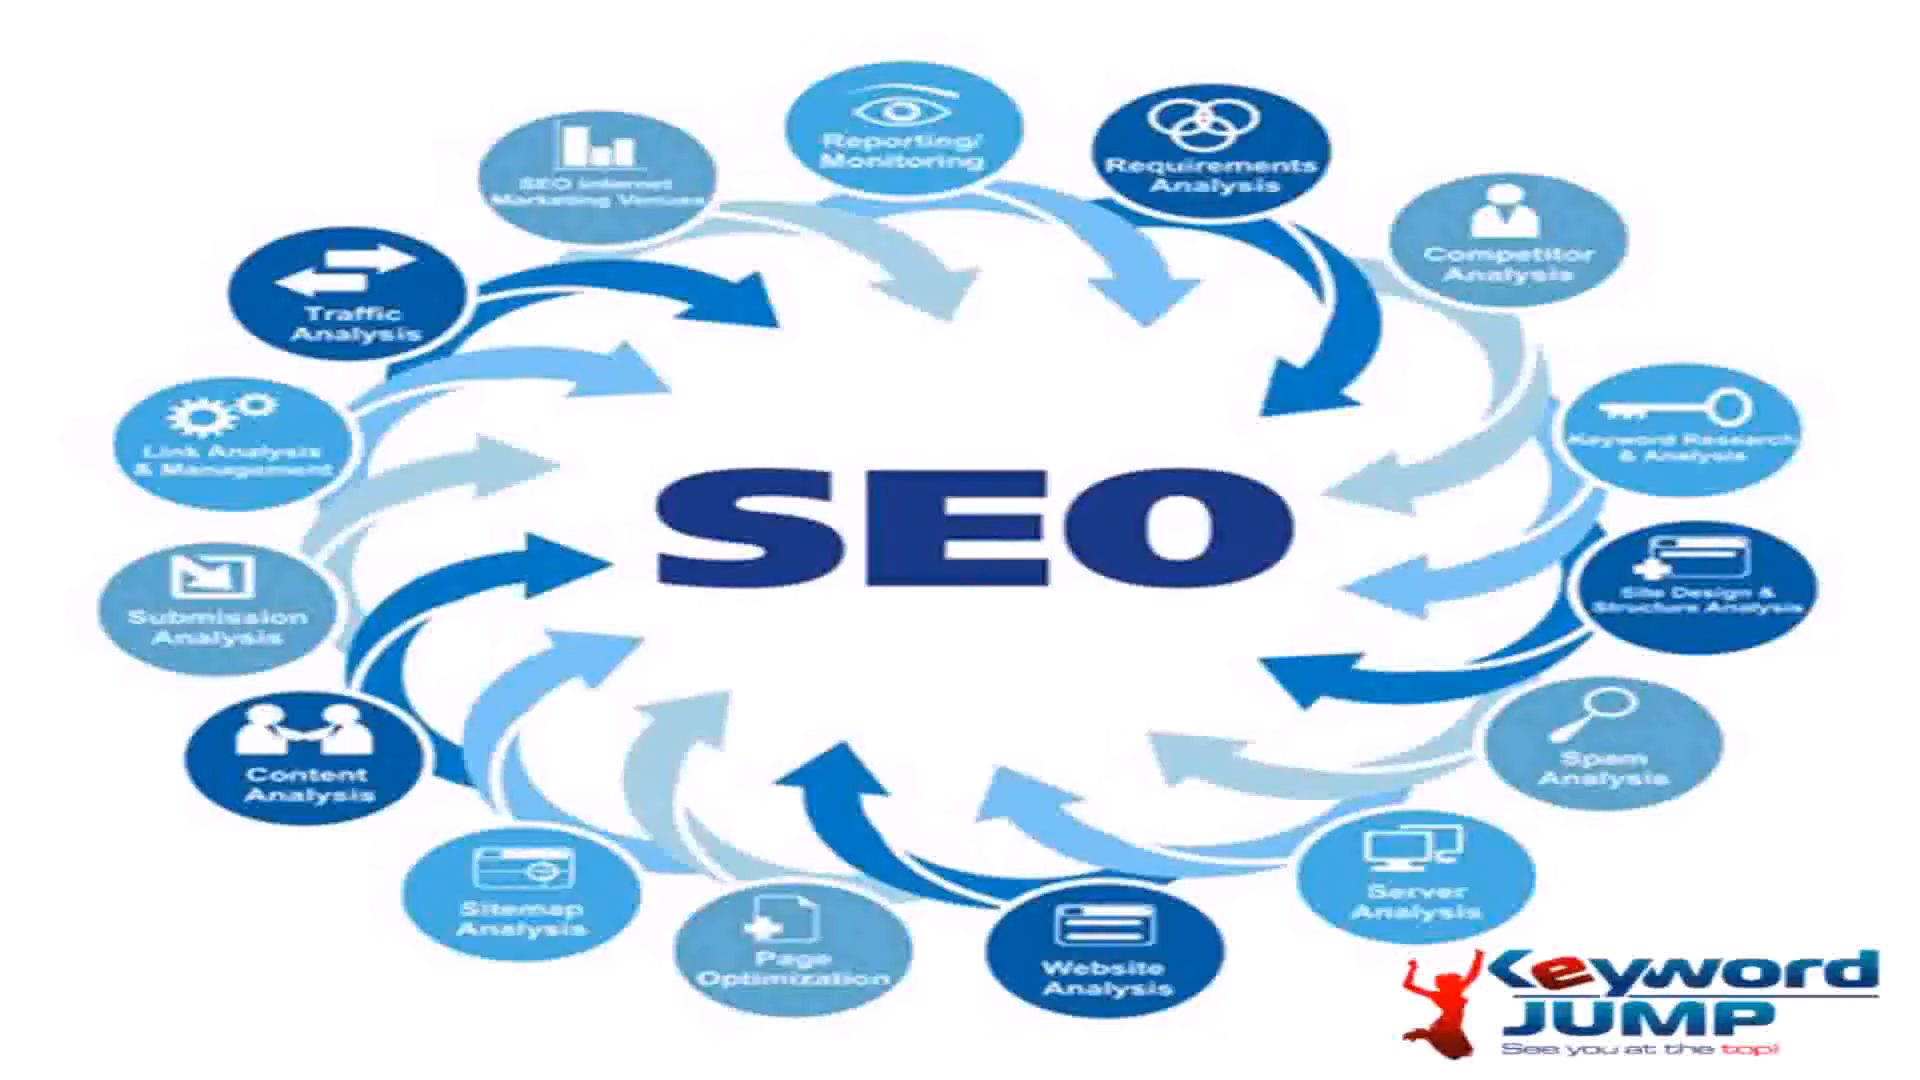 Reporting/
Monitoring
Requirements
Analysis
SEO Internet
Marketing Venues
Competitor
Analysis
Traffic
Analysis
Keyword Research
& Analysis
Link Analysis
& Management
SEO
Site Design &
Structure Analysis
Submission
Analysis
Spam
Analysis
Content
Analysis
Server
Analysis
Sitemap
Analysis
Page
Optimization
Website
Analysis
Keyword
JUMP
See you at the top!